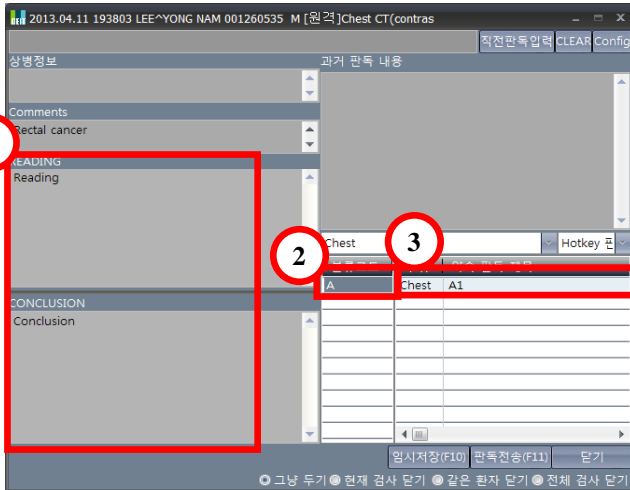 2013.04.11 193803 LEE^YONG NAM 001260535 M [원격]Chest CT(contras
직전판독입력 CLEAR Config
상병정보
과거 판독 내용
Comments
Rectal cancer
READING
Reading
Chest
Hotkey 판
2
3
A Chest A1
CONCLUSION
Conclusion
임시저장(F10) 판독전송(F11) 닫기
그냥 두기 현재 검사 닫기 같은 환자 닫기 전체 검사 닫기